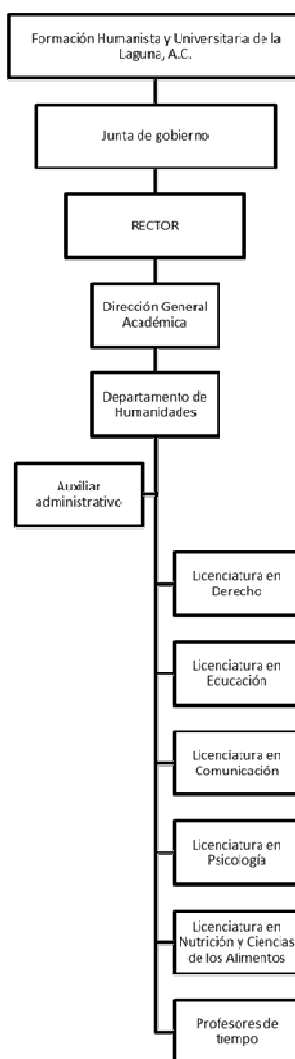 Formación Humanista y Universitaria de la
Laguna, A.C.
Junta de gobierno
RECTOR
Dirección General
Académica
Departamento de
Humanidades
Auxiliar
administrativo
Licenciatura en
Derecho
Licenciatura en
Educación
Licenciatura en
Comunicación
Licenciatura en
Psicología
Licenciatura en
Nutrición y Ciencias
de los Alimentos
Profesores de
tiempo